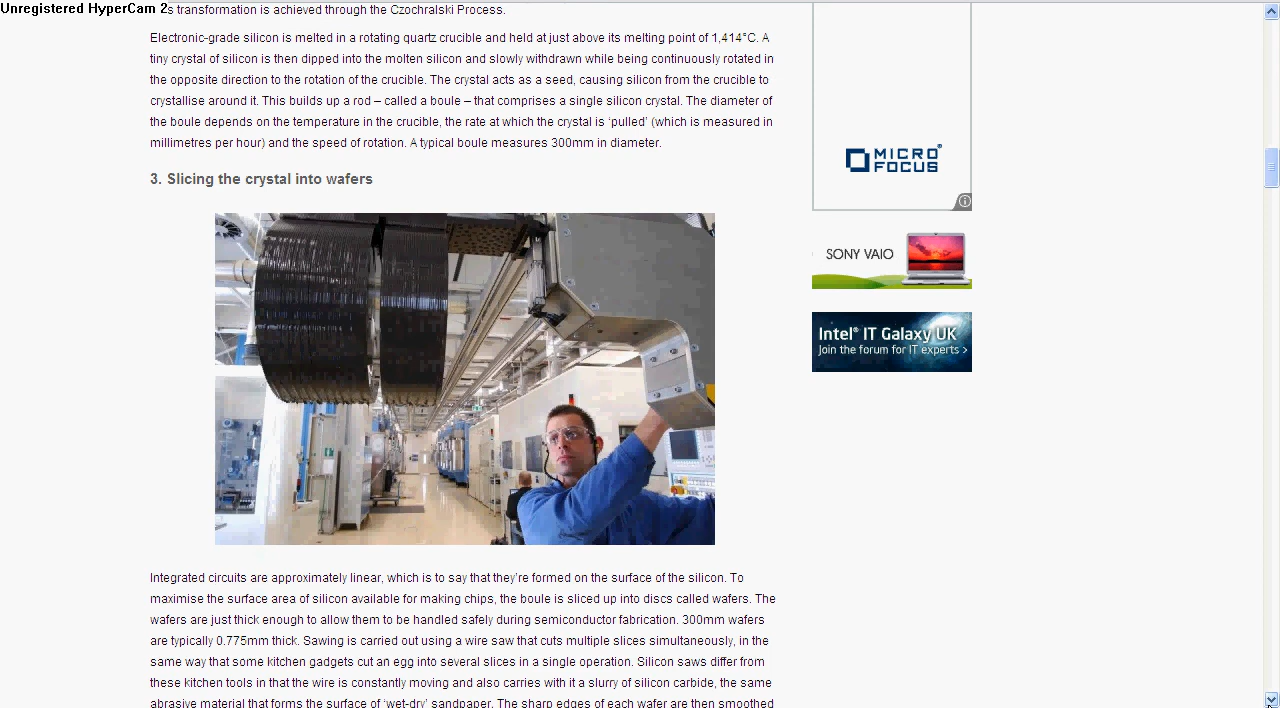 Unregistered HyperCam 2
s transformation is achieved through the Czochralski Process.
Electronic-grade silicon is melted in a rotating quartz crucible and held at just above its melting point of 1,414°C. A
tiny crystal of silicon is then dipped into the molten silicon and slowly withdrawn while being continuously rotated in
the opposite direction to the rotation of the crucible. The crystal acts as a seed, causing silicon from the crucible to
crystallise around it. This builds up a rod – called a boule – that comprises a single silicon crystal. The diameter of
the boule depends on the temperature in the crucible, the rate at which the crystal is ‘pulled’ (which is measured in
millimetres per hour) and the speed of rotation. A typical boule measures 300mm in diameter.
3. Slicing the crystal into wafers
Integrated circuits are approximately linear, which is to say that they’re formed on the surface of the silicon. To
maximise the surface area of silicon available for making chips, the boule is sliced up into discs called wafers. The
wafers are just thick enough to allow them to be handled safely during semiconductor fabrication. 300mm wafers
are typically 0.775mm thick. Sawing is carried out using a wire saw that cuts multiple slices simultaneously, in the
same way that some kitchen gadgets cut an egg into several slices in a single operation. Silicon saws differ from
these kitchen tools in that the wire is constantly moving and also carries with it a slurry of silicon carbide, the same
abrasive material that forms the surface of ‘wet-dry’ sandpaper. The sharp edges of each wafer are then smoothed
MICRO
FOCUS®
SONY VAIO
Intel® IT Galaxy UK
Join the forum for IT experts >